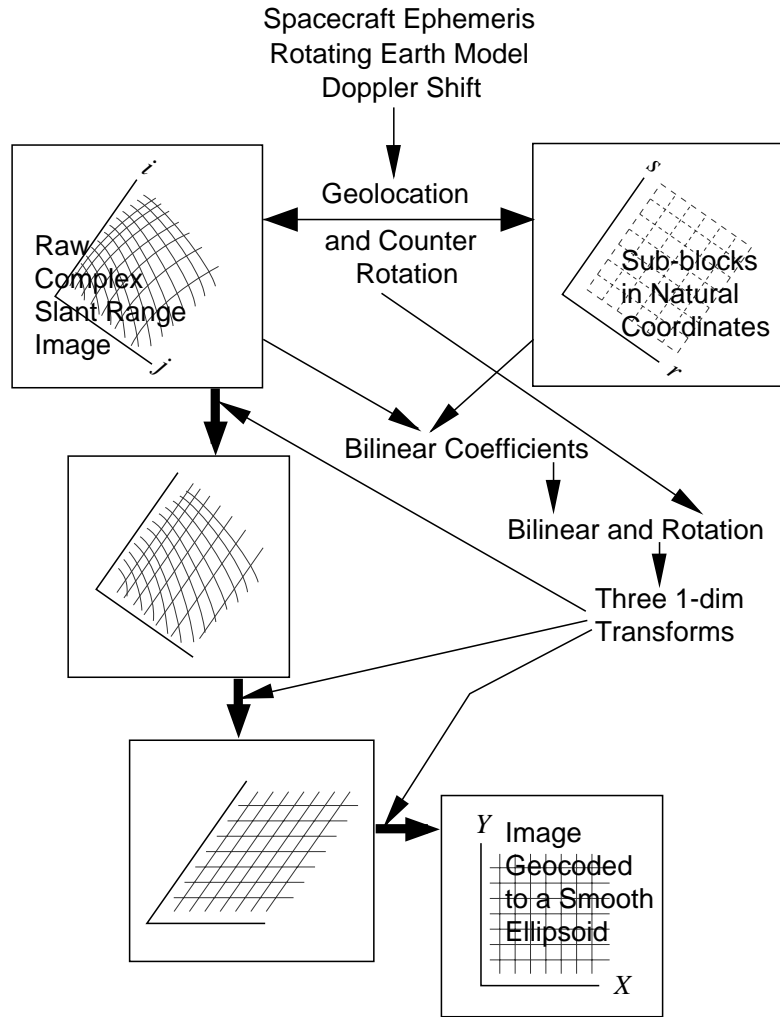 Spacecraft Ephemeris
Rotating Earth Model
Doppler Shift
i
Raw
Complex
Slant Range
Image
j
Geolocation
and Counter
Rotation
s
Sub-blocks
in Natural
Coordinates
r
Bilinear Coefficients
Bilinear and Rotation
Three 1-dim
Transforms
Y
Image
Geocoded
to a Smooth
Ellipsoid
X